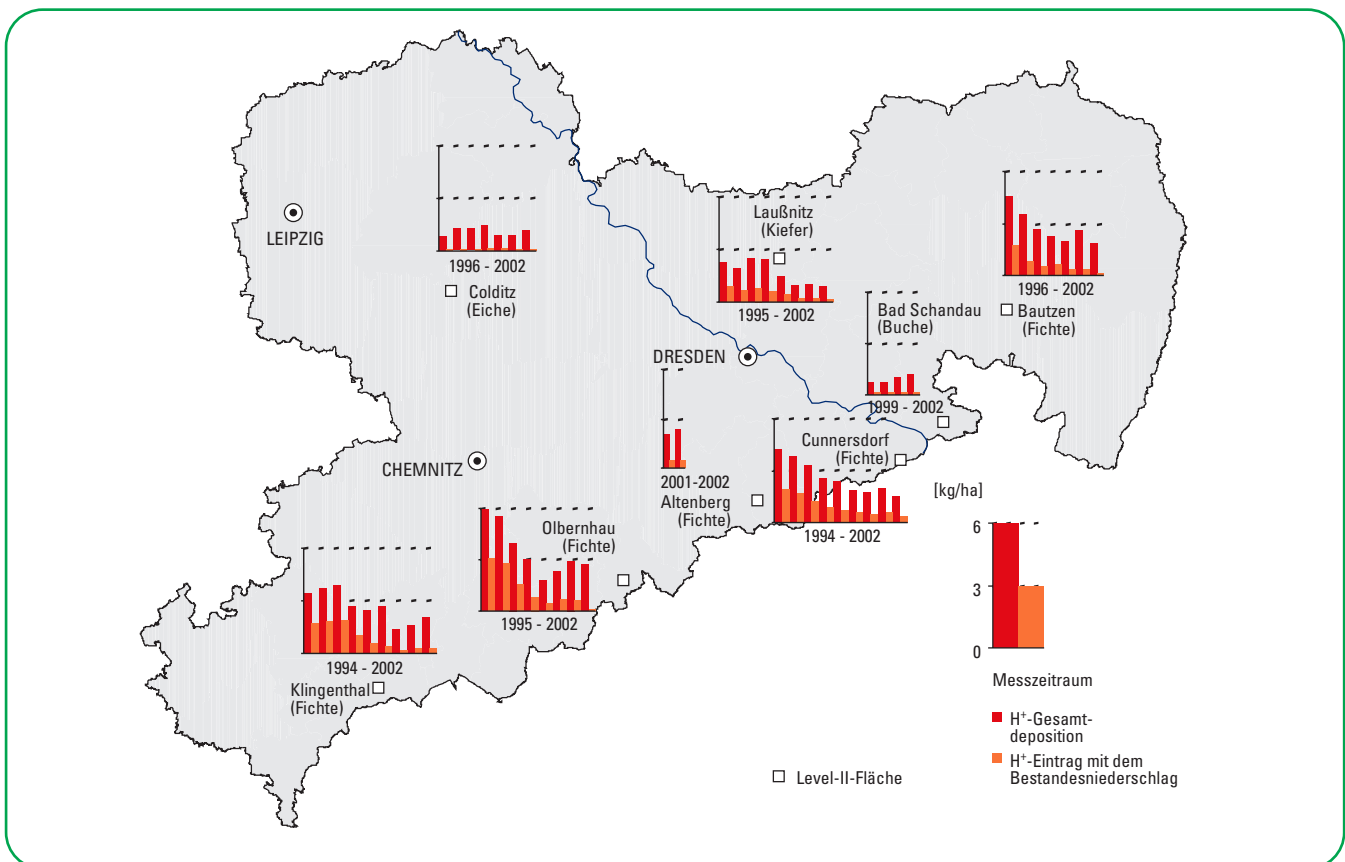 LEIPZIG
1996 - 2002
Colditz
(Eiche)
Laußnitz
(Kiefer)
1995 - 2002
1996 - 2002
Bautzen
(Fichte)
Bad Schandau
(Buche)
1999 - 2002
DRESDEN
2001-2002
Altenberg
(Fichte)
Cunnersdorf
(Fichte)
1994 - 2002
CHEMNITZ
Olbernhau
(Fichte)
1995 - 2002
1994 - 2002
Klingenthal
(Fichte)
[kg/ha]
6
3
0
Messzeitraum
H⁺-Gesamt-
deposition
H⁺-Eintrag mit dem
Bestandesniederschlag
Level-II-Fläche